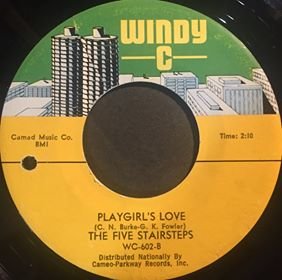 WINDY
C
Camad Music Co.
BMI
Time: 2:10
PLAYGIRL'S LOVE
(C. N. Burke-G. K. Fowler)
THE FIVE STAIRSTEPS
WC-602-B
Distributed Nationally By
Cameo-Parkway Records, Inc.